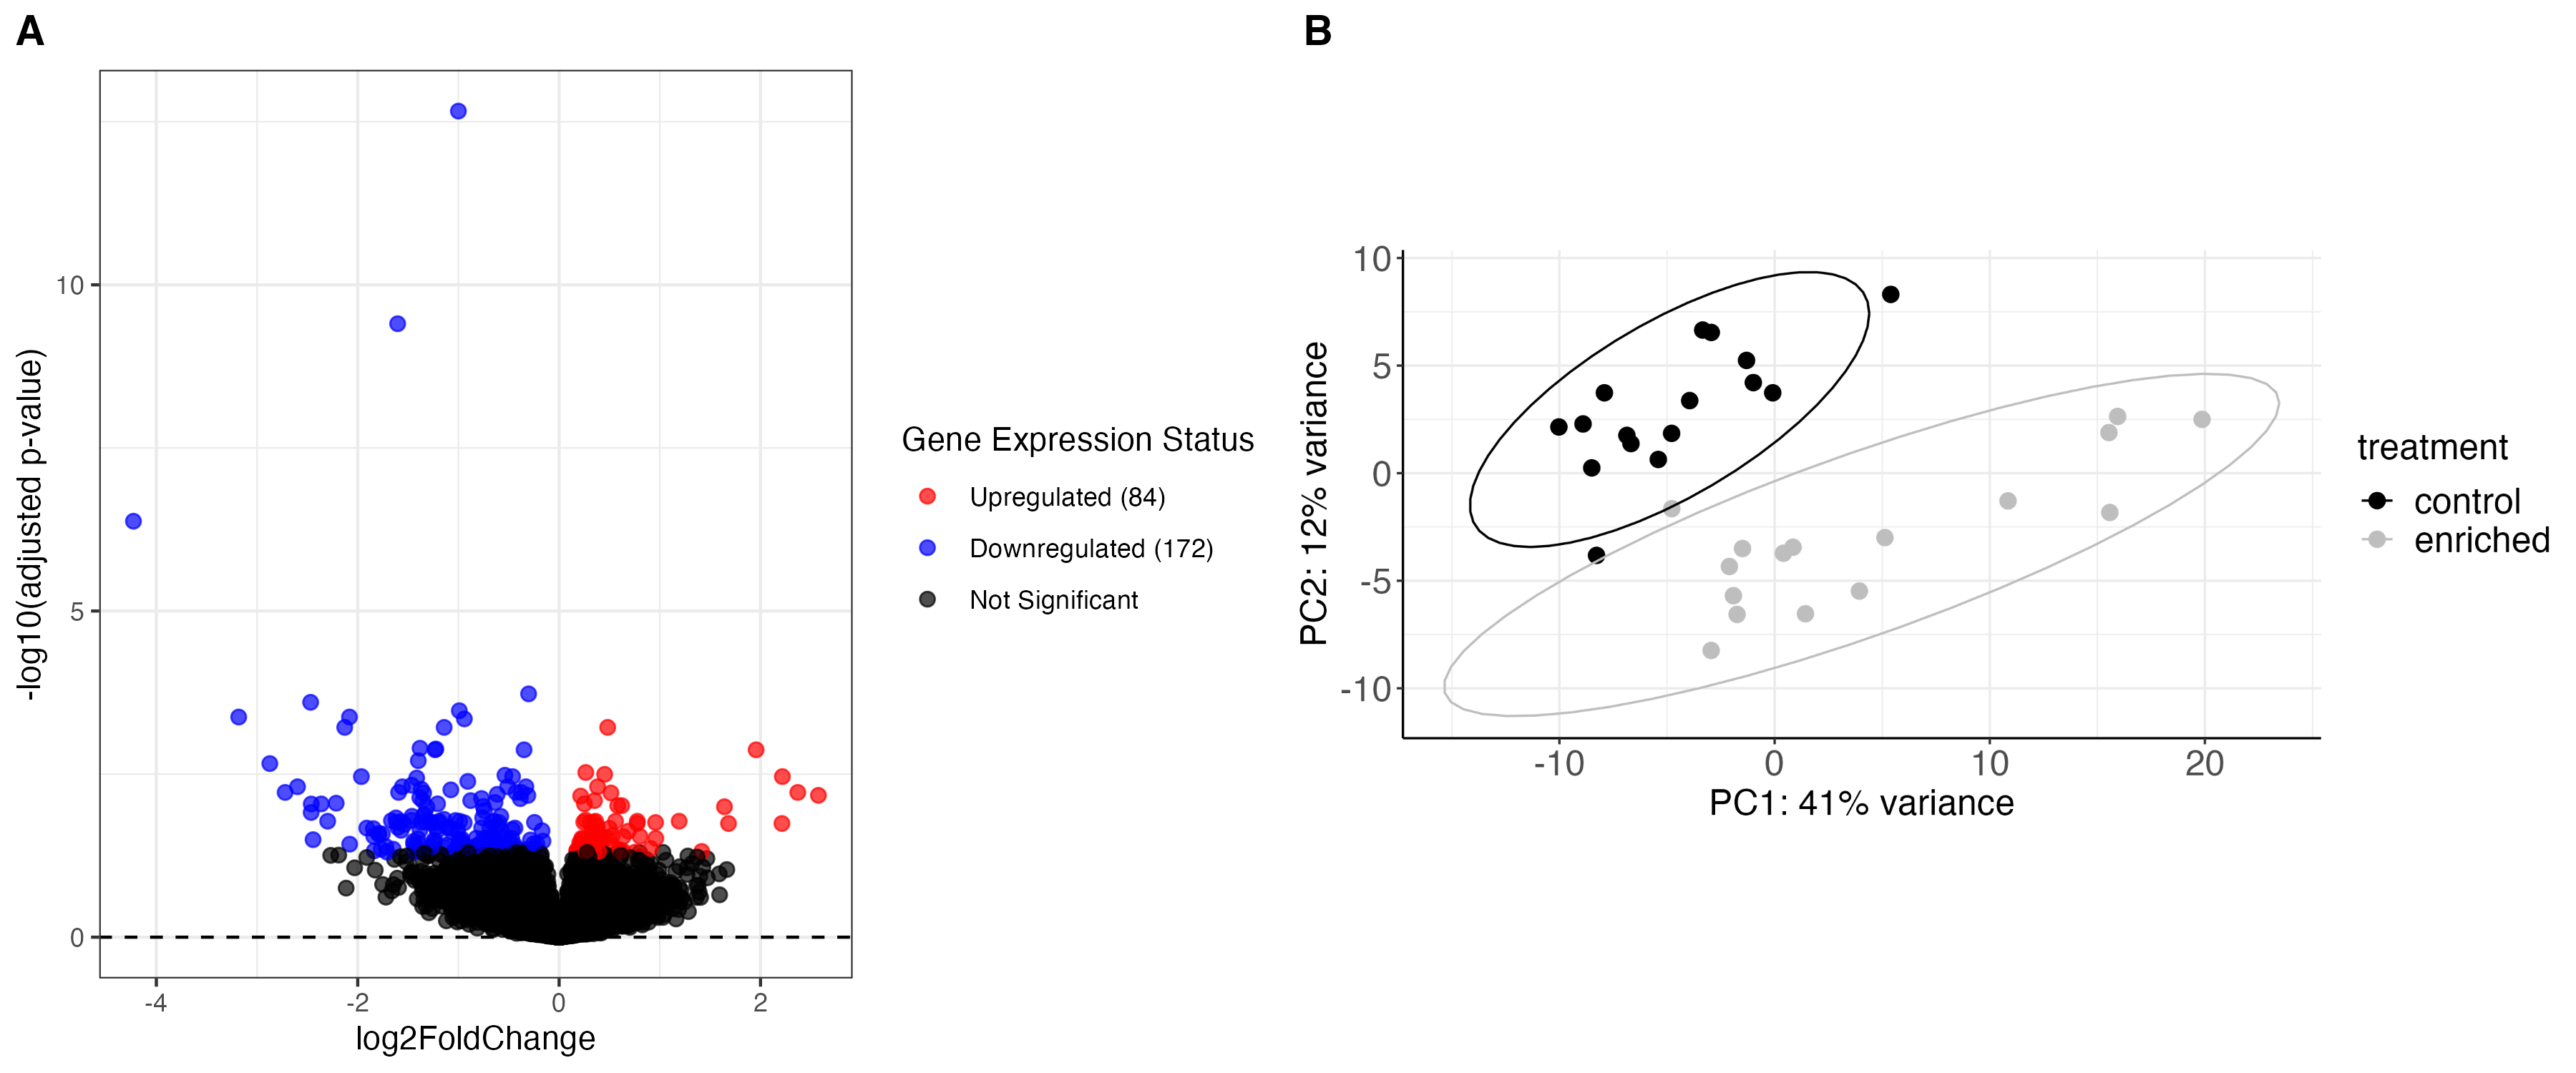 A
10
5
0
-4
-2
0
2
log2FoldChange
-log10(adjusted p-value)
Gene Expression Status
Upregulated (84)
Downregulated (172)
Not Significant
B
10
5
0
-5
-10
-10
0
10
20
PC1: 41% variance
PC2: 12% variance
treatment
control
enriched